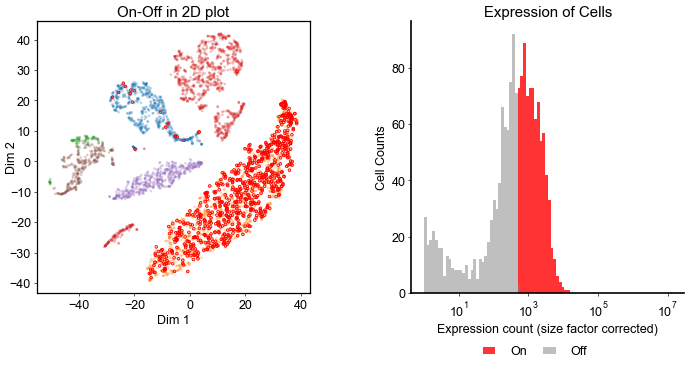 On-Off in 2D plot
Dim 2
40
30
20
10
0
−10
−20
−30
−40
−40
−20
0
20
40
Dim 1
Expression of Cells
Cell Counts
80
60
40
20
0
10^1
10^3
10^5
10^7
Expression count (size factor corrected)
On
Off